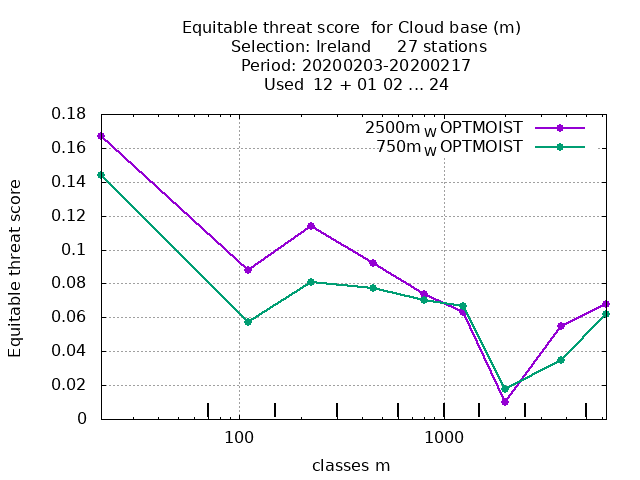 Equitable threat score  for Cloud base (m)
Selection: Ireland     27 stations
Period: 20200203-20200217
Used  12 + 01 02 ... 24
2500m_W OPTMOIST
750m_W OPTMOIST
0.18
0.16
0.14
0.12
0.1
0.08
0.06
0.04
0.02
0
Equitable threat score
100
1000
classes m